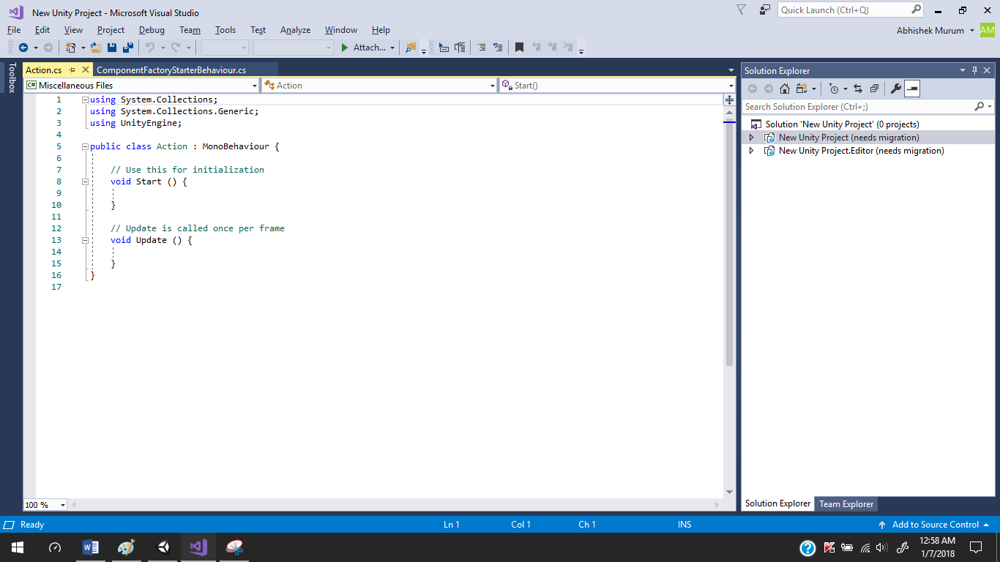 New Unity Project - Microsoft Visual Studio
Quick Launch (Ctrl+Q)
File Edit View Project Debug Team Tools Test Analyze Window Help
Abhishek Murum
AM
Attach...
Toolbox
Action.cs
ComponentFactoryStarterBehaviour.cs
C# Miscellaneous Files
Action
Start()
1 using System.Collections;
2 using System.Collections.Generic;
3 using UnityEngine;
4
5 public class Action : MonoBehaviour {
6
7 // Use this for initialization
8 void Start () {
9
10 }
11
12 // Update is called once per frame
13 void Update () {
14
15 }
16 }
17
100 %
Solution Explorer
Search Solution Explorer (Ctrl+;)
Solution 'New Unity Project' (0 projects)
New Unity Project (needs migration)
New Unity Project.Editor (needs migration)
Solution Explorer
Team Explorer
Ready
Ln 1
Col 1
Ch 1
INS
Add to Source Control
12:58 AM
1/7/2018